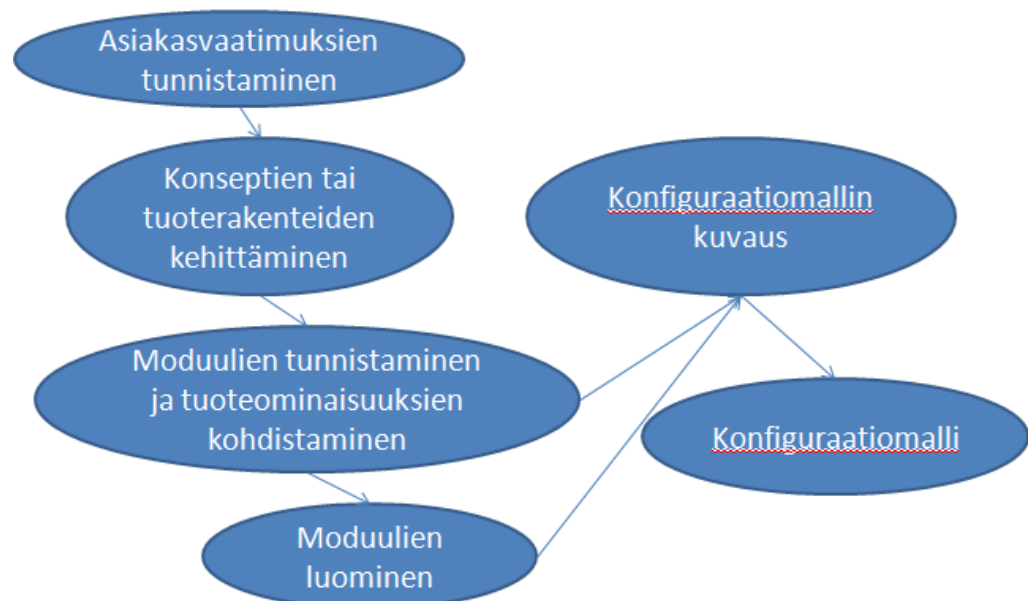 Asiakasvaatimuksien
tunnistaminen
Konseptien tai
tuoterakenteiden
kehittäminen
Moduulien tunnistaminen
ja tuoteominaisuuksien
kohdistaminen
Moduulien
luominen
Konfiguraatiomallin
kuvaus
Konfiguraatiomalli